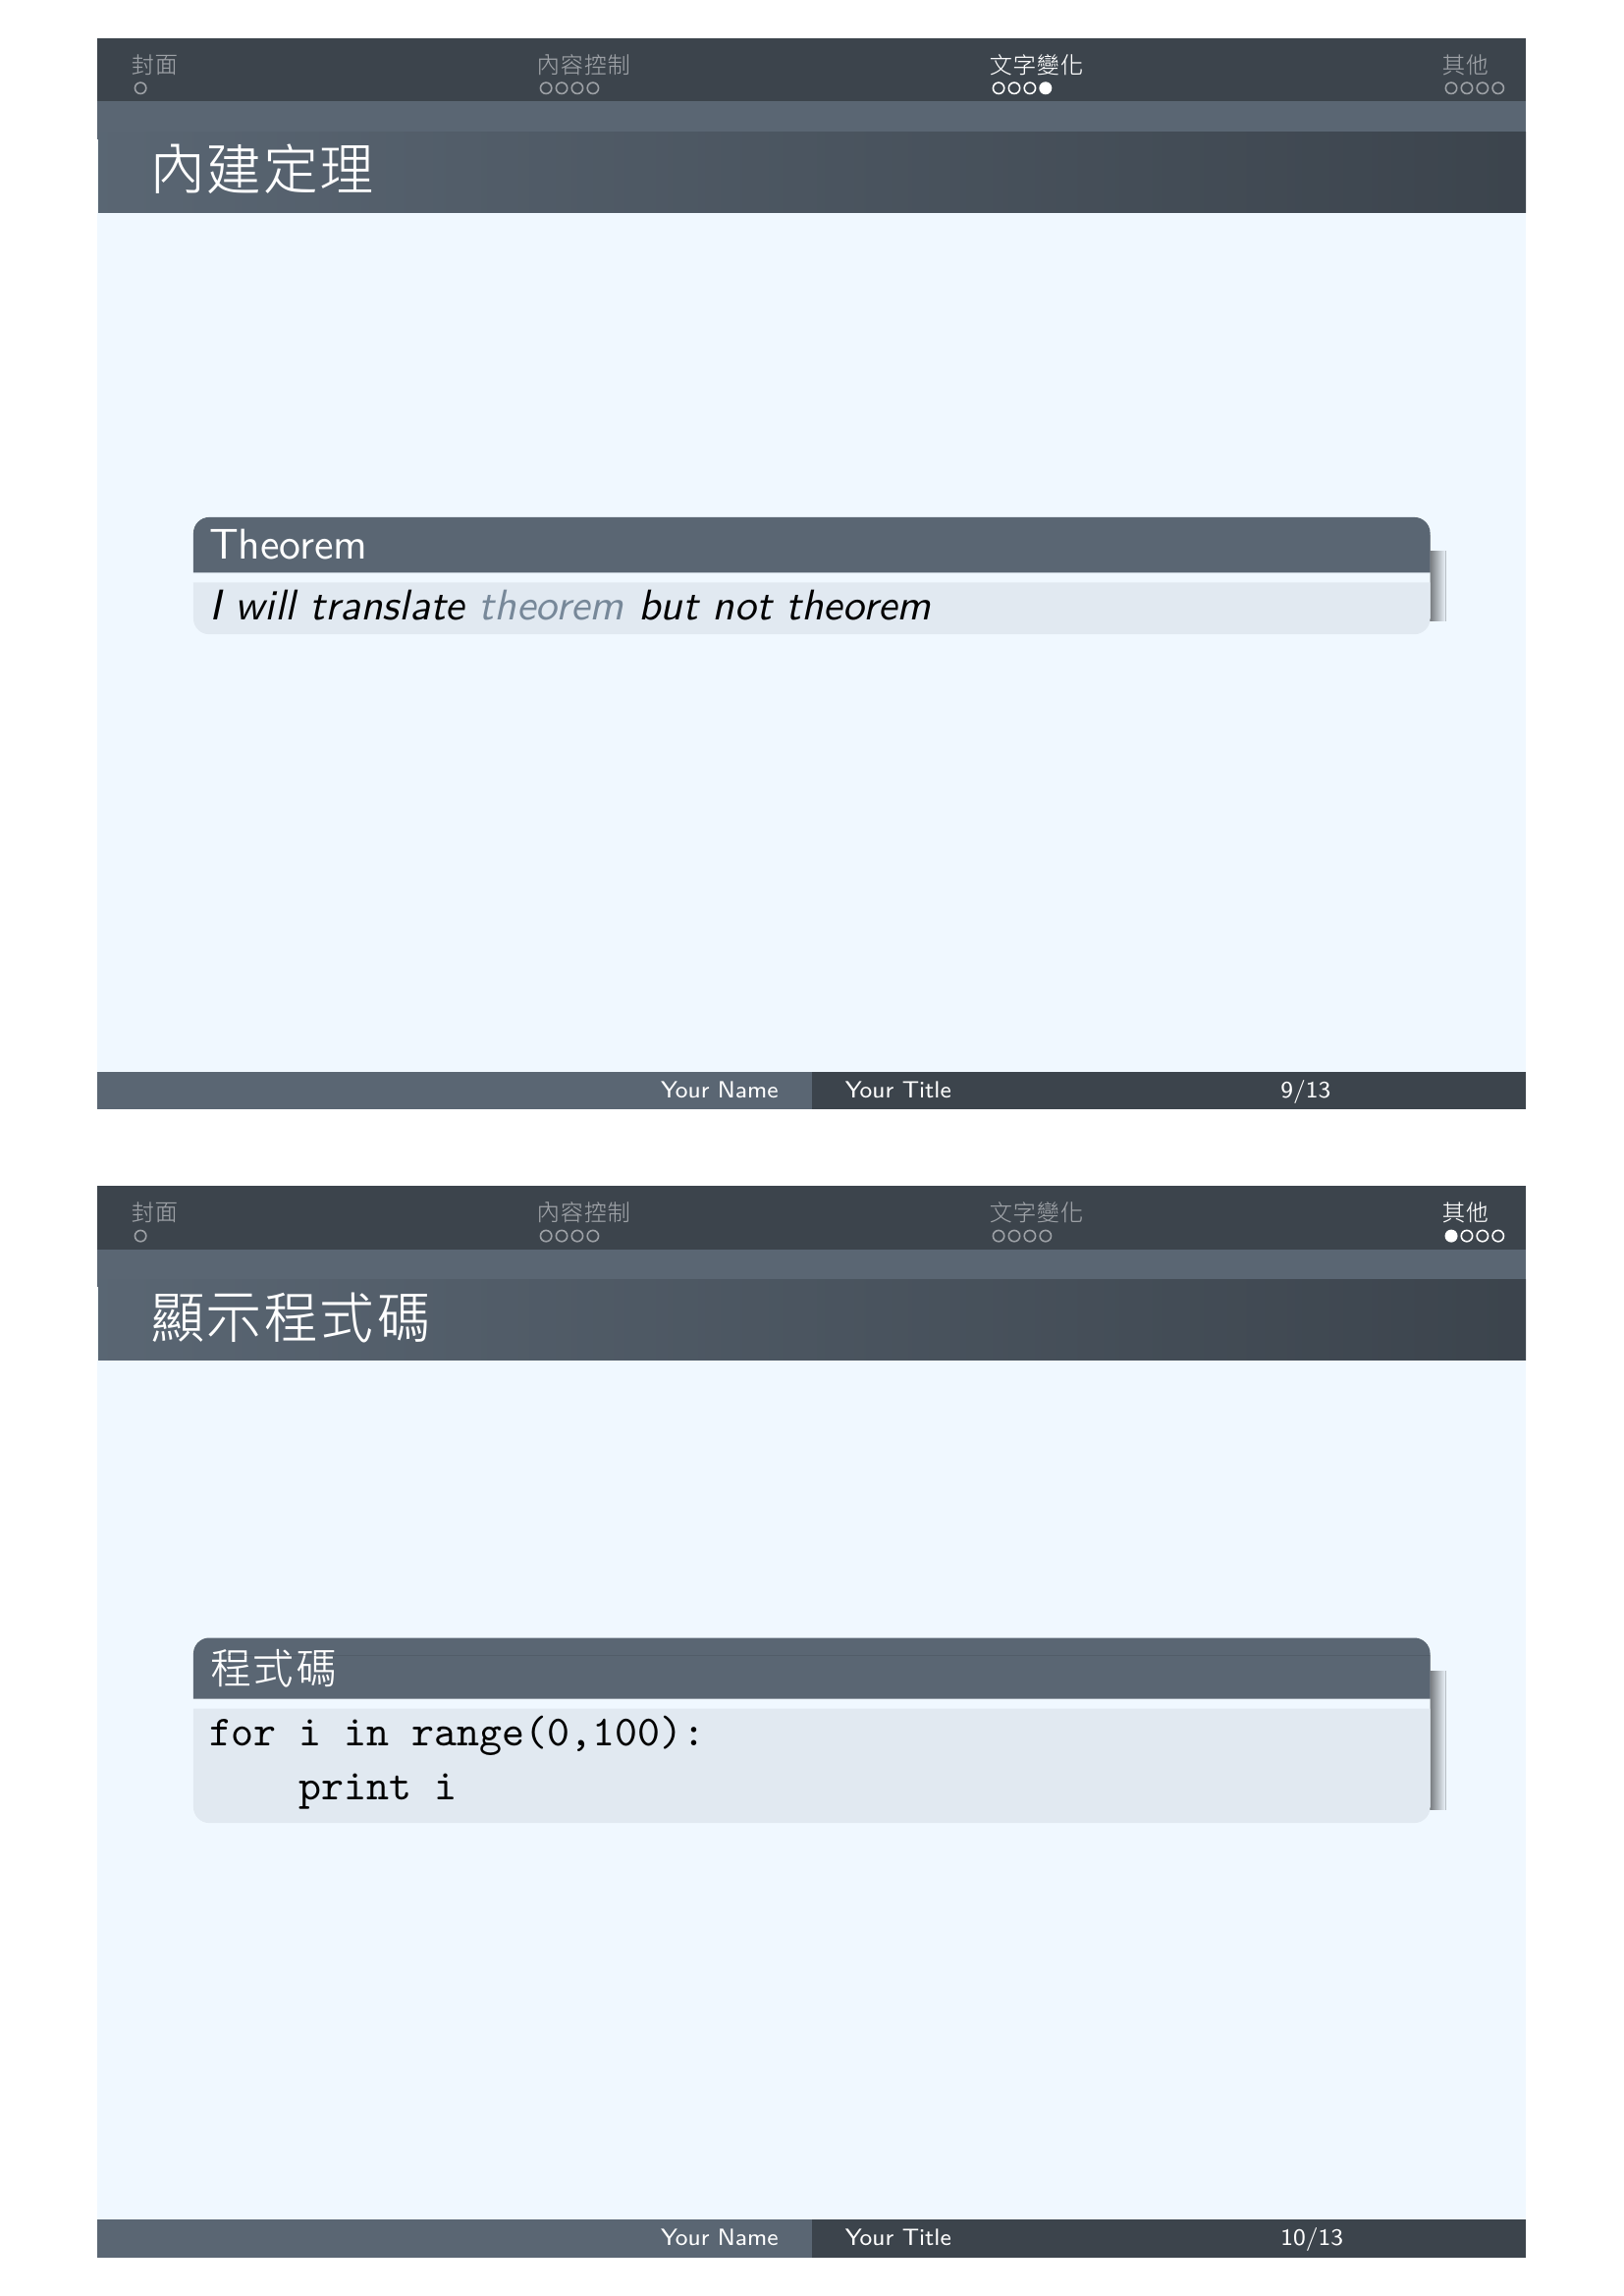 封面 內容控制 文字變化 其他
內建定理
Theorem
I will translate theorem but not theorem
Your Name Your Title 9/13
封面 內容控制 文字變化 其他
顯示程式碼
程式碼
for i in range(0,100):
    print i
Your Name Your Title 10/13